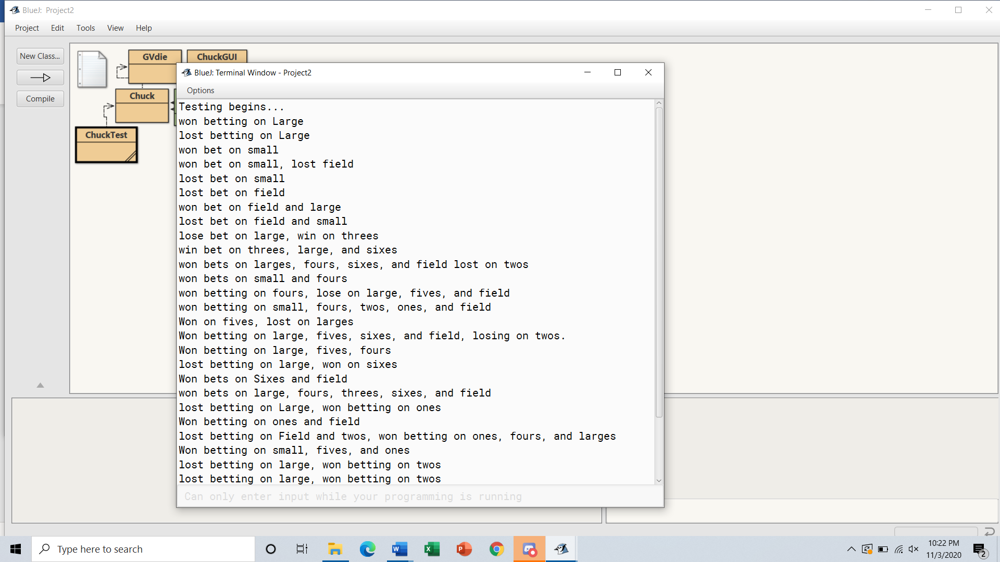 BlueJ: Project2
Project Edit Tools View Help
New Class...
Compile
GVdie
ChuckGUI
Chuck
ChuckTest
BlueJ: Terminal Window - Project2
Options
Testing begins...
won betting on Large
lost betting on Large
won bet on small
won bet on small, lost field
lost bet on small
lost bet on field
won bet on field and large
lost bet on field and small
lose bet on large, win on threes
win bet on threes, large, and sixes
won bets on larges, fours, sixes, and field lost on twos
won bets on small and fours
won betting on fours, lose on large, fives, and field
won betting on small, fours, twos, ones, and field
Won on fives, lost on larges
Won betting on large, fives, sixes, and field, losing on twos.
Won betting on large, fives, fours
lost betting on large, won on sixes
Won bets on Sixes and field
won bets on large, fours, threes, sixes, and field
lost betting on Large, won betting on ones
Won betting on ones and field
lost betting on Field and twos, won betting on ones, fours, and larges
Won betting on small, fives, and ones
lost betting on large, won betting on twos
lost betting on large, won betting on twos
Can only enter input while your programming is running
Type here to search
10:22 PM
11/3/2020
2